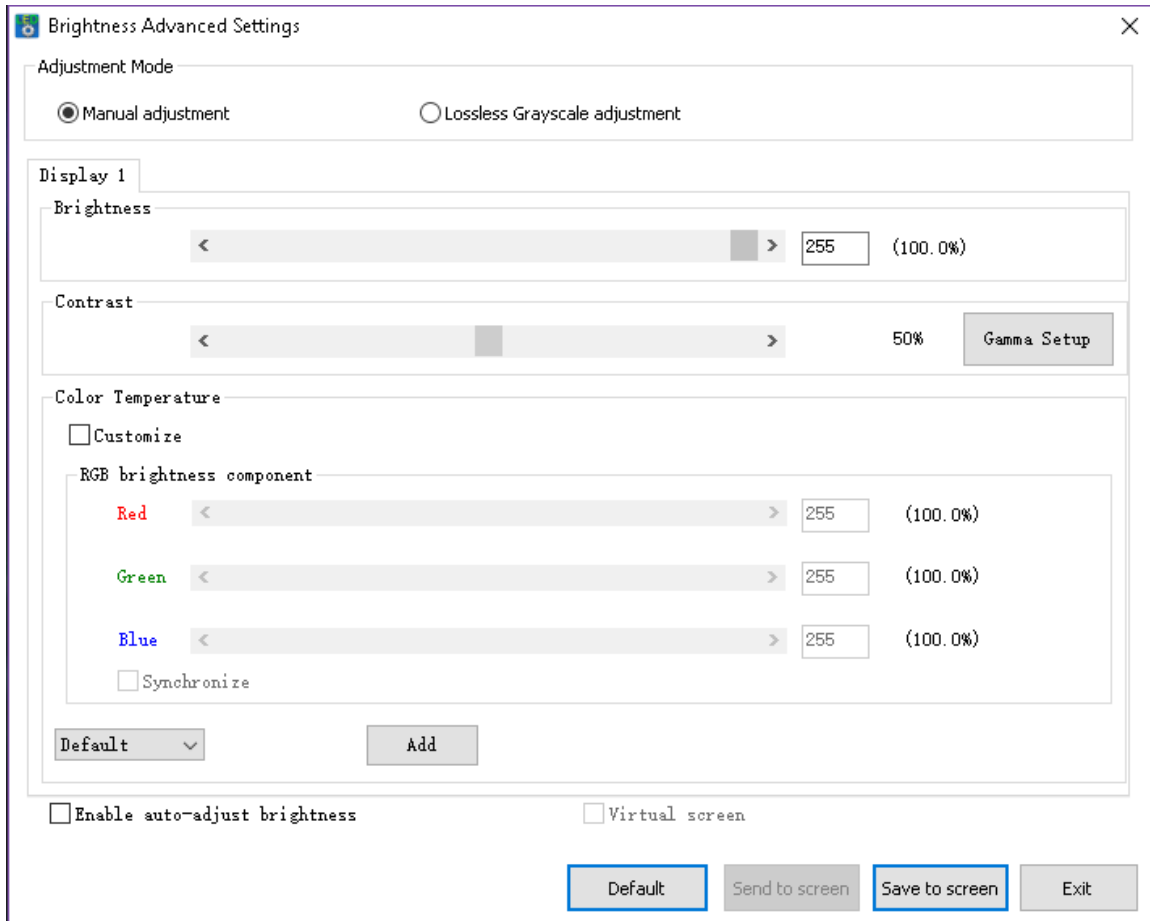 Brightness Advanced Settings
Adjustment Mode
Manual adjustment Lossless Grayscale adjustment
Display 1
Brightness
255 (100.0%)
Contrast
50% Gamma Setup
Color Temperature
Customize
RGB brightness component
Red 255 (100.0%)
Green 255 (100.0%)
Blue 255 (100.0%)
Synchronize
Default Add
Enable auto-adjust brightness Virtual screen
Default Send to screen Save to screen Exit